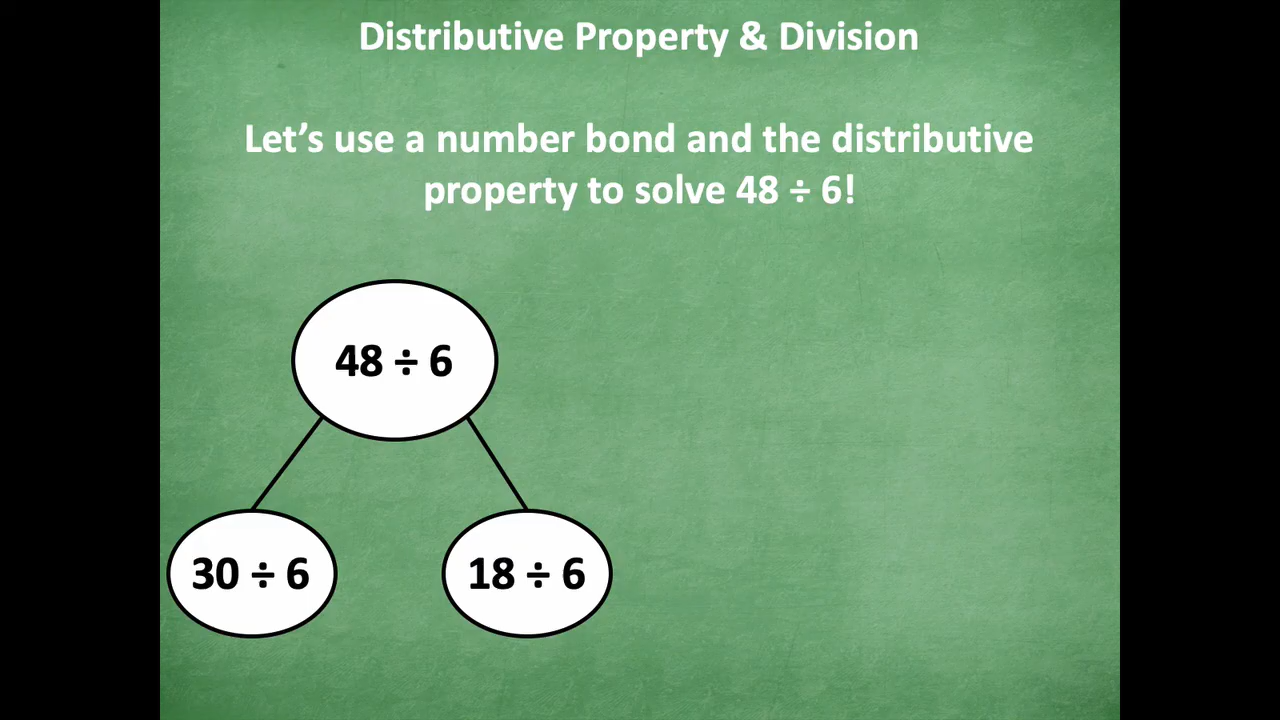 Distributive Property & Division
Let’s use a number bond and the distributive
property to solve 48 ÷ 6!
48 ÷ 6
30 ÷ 6
18 ÷ 6